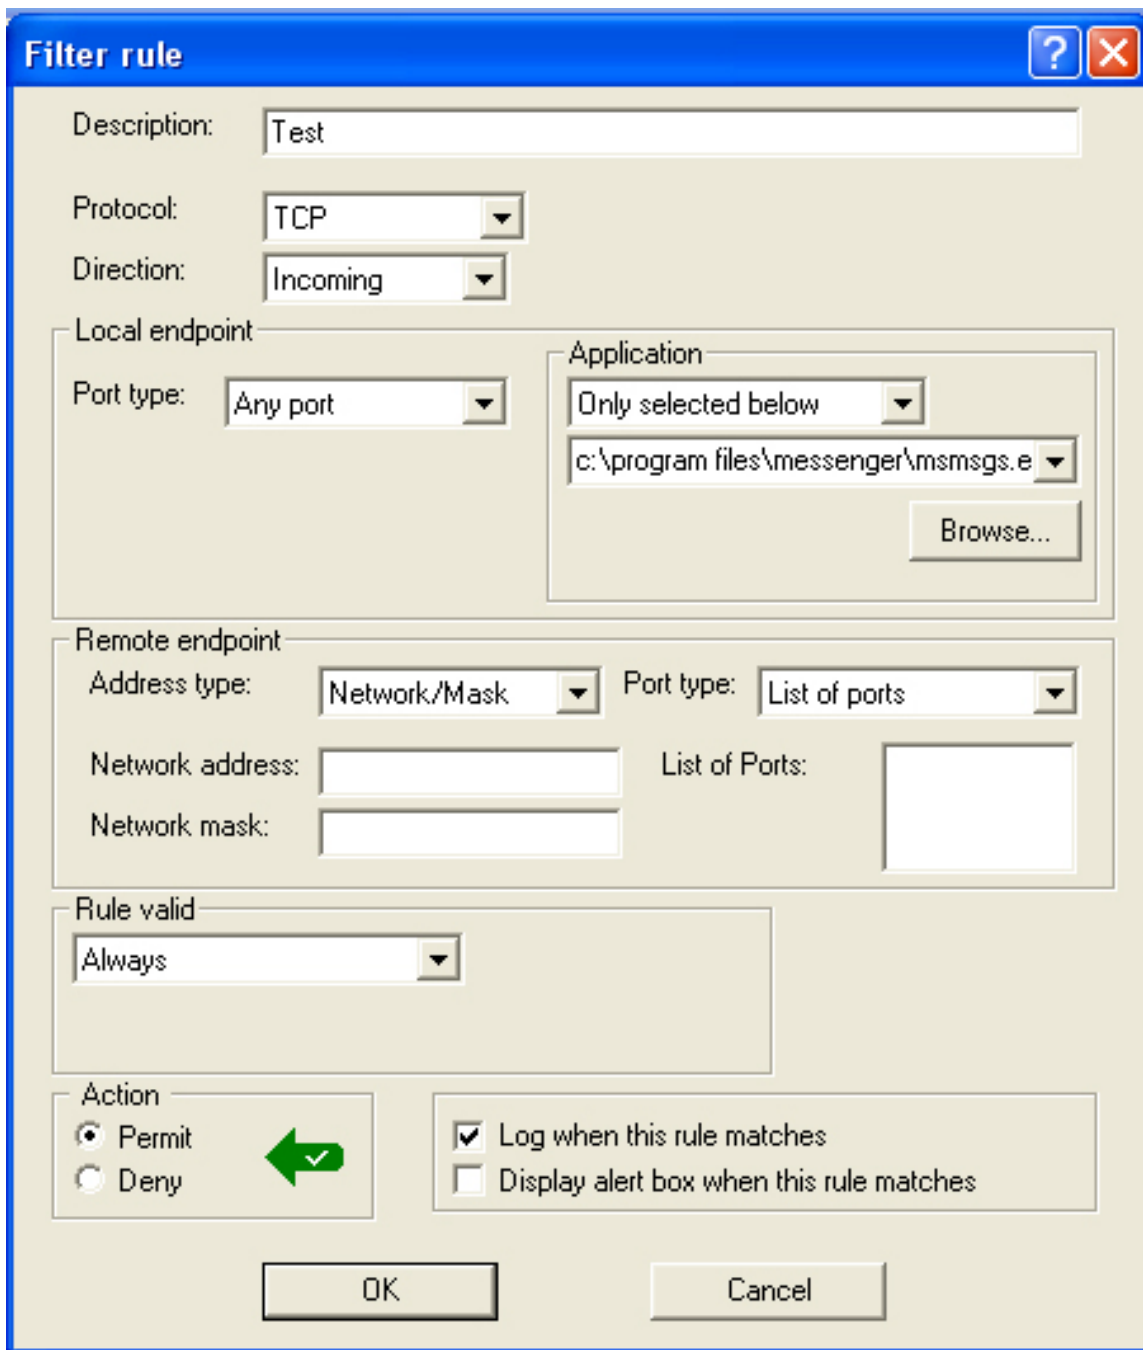 Filter rule
Description: Test
Protocol: TCP
Direction: Incoming
Local endpoint
Port type: Any port
Application
Only selected below
c:\program files\messenger\msmsgs.e
Browse...
Remote endpoint
Address type: Network/Mask Port type: List of ports
Network address: List of Ports:
Network mask:
Rule valid
Always
Action
Permit
Deny
Log when this rule matches
Display alert box when this rule matches
OK Cancel